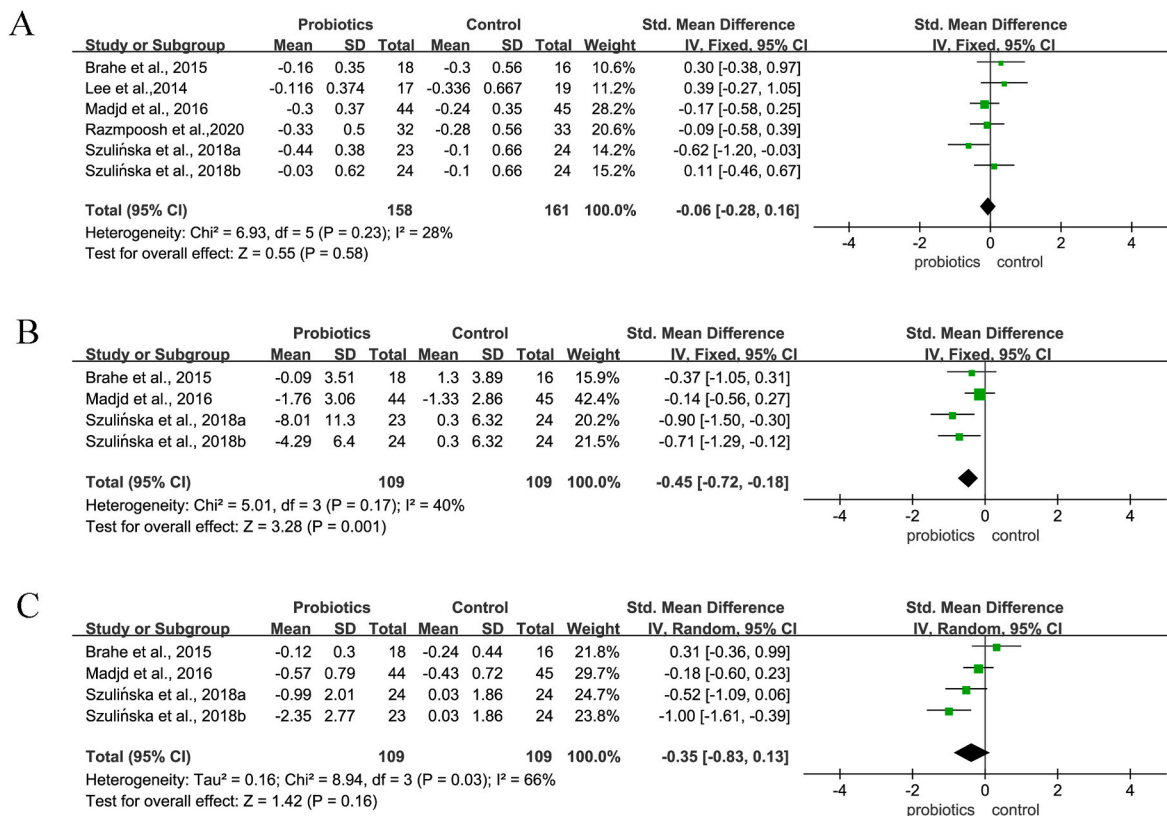 A
Probiotics Control Std. Mean Difference Std. Mean Difference
Study or Subgroup Mean SD Total Mean SD Total Weight IV, Fixed, 95% CI IV, Fixed, 95% CI
Brahe et al., 2015 -0.16 0.35 18 -0.3 0.56 16 10.6% 0.30 [-0.38, 0.97]
Lee et al.,2014 -0.116 0.374 17 -0.336 0.667 19 11.2% 0.39 [-0.27, 1.05]
Madjd et al., 2016 -0.3 0.37 44 -0.24 0.35 45 28.2% -0.17 [-0.58, 0.25]
Razmpoosh et al.,2020 -0.33 0.5 32 -0.28 0.56 33 20.6% -0.09 [-0.58, 0.39]
Szulińska et al., 2018a -0.44 0.38 23 -0.1 0.66 24 14.2% -0.62 [-1.20, -0.03]
Szulińska et al., 2018b -0.03 0.62 24 -0.1 0.66 24 15.2% 0.11 [-0.46, 0.67]
Total (95% CI) 158 161 100.0% -0.06 [-0.28, 0.16]
Heterogeneity: Chi² = 6.93, df = 5 (P = 0.23); I² = 28%
Test for overall effect: Z = 0.55 (P = 0.58)
-4 -2 0 2 4
probiotics control
B
Probiotics Control Std. Mean Difference Std. Mean Difference
Study or Subgroup Mean SD Total Mean SD Total Weight IV, Fixed, 95% CI IV, Fixed, 95% CI
Brahe et al., 2015 -0.09 3.51 18 1.3 3.89 16 15.9% -0.37 [-1.05, 0.31]
Madjd et al., 2016 -1.76 3.06 44 -1.33 2.86 45 42.4% -0.14 [-0.56, 0.27]
Szulińska et al., 2018a -8.01 11.3 23 0.3 6.32 24 20.2% -0.90 [-1.50, -0.30]
Szulińska et al., 2018b -4.29 6.4 24 0.3 6.32 24 21.5% -0.71 [-1.29, -0.12]
Total (95% CI) 109 109 100.0% -0.45 [-0.72, -0.18]
Heterogeneity: Chi² = 5.01, df = 3 (P = 0.17); I² = 40%
Test for overall effect: Z = 3.28 (P = 0.001)
-4 -2 0 2 4
probiotics control
C
Probiotics Control Std. Mean Difference Std. Mean Difference
Study or Subgroup Mean SD Total Mean SD Total Weight IV, Random, 95% CI IV, Random, 95% CI
Brahe et al., 2015 -0.12 0.3 18 -0.24 0.44 16 21.8% 0.31 [-0.36, 0.99]
Madjd et al., 2016 -0.57 0.79 44 -0.43 0.72 45 29.7% -0.18 [-0.60, 0.23]
Szulińska et al., 2018a -0.99 2.01 24 0.03 1.86 24 24.7% -0.52 [-1.09, 0.06]
Szulińska et al., 2018b -2.35 2.77 23 0.03 1.86 24 23.8% -1.00 [-1.61, -0.39]
Total (95% CI) 109 109 100.0% -0.35 [-0.83, 0.13]
Heterogeneity: Tau² = 0.16; Chi² = 8.94, df = 3 (P = 0.03); I² = 66%
Test for overall effect: Z = 1.42 (P = 0.16)
-4 -2 0 2 4
probiotics control